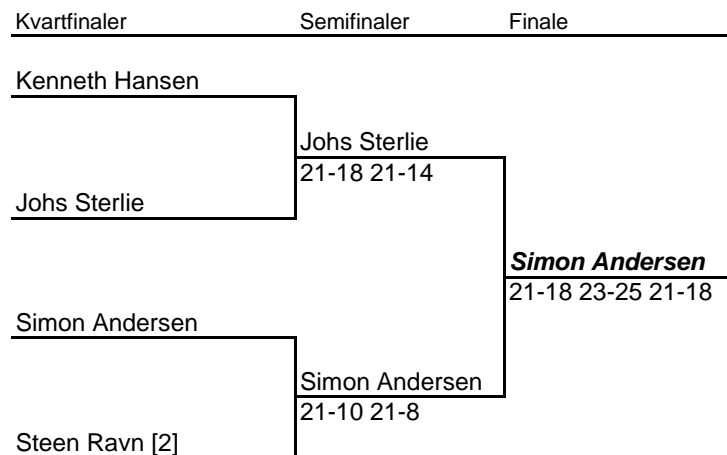 Kvartfinaler Semifinaler Finale
Kenneth Hansen
Johs Sterlie
21-18 21-14
Johs Sterlie
Simon Andersen
21-18 23-25 21-18
Simon Andersen
Simon Andersen
21-10 21-8
Steen Ravn [2]